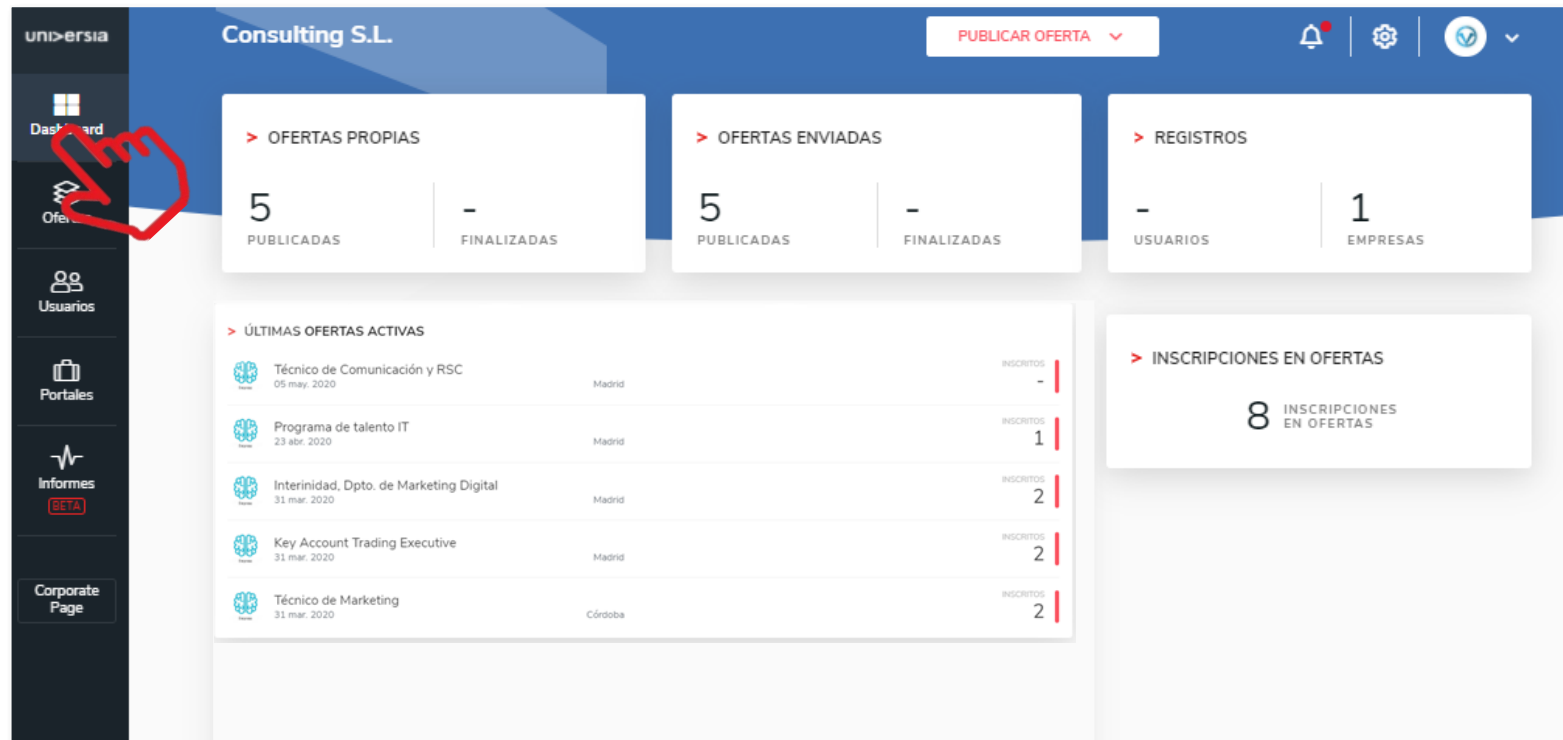 uni>ersia
Dashboard
Ofertas
Usuarios
Portales
Informes
BETA
Corporate
Page
Consulting S.L.
PUBLICAR OFERTA
> OFERTAS PROPIAS
5
PUBLICADAS
-
FINALIZADAS
> OFERTAS ENVIADAS
5
PUBLICADAS
-
FINALIZADAS
> REGISTROS
-
USUARIOS
1
EMPRESAS
> ÚLTIMAS OFERTAS ACTIVAS
Técnico de Comunicación y RSC
05 may. 2020
Madrid
INSCRITOS
-
Programa de talento IT
23 abr. 2020
Madrid
INSCRITOS
1
Interinidad, Dpto. de Marketing Digital
31 mar. 2020
Madrid
INSCRITOS
2
Key Account Trading Executive
31 mar. 2020
Madrid
INSCRITOS
2
Técnico de Marketing
31 mar. 2020
Córdoba
INSCRITOS
2
> INSCRIPCIONES EN OFERTAS
8
INSCRIPCIONES
EN OFERTAS